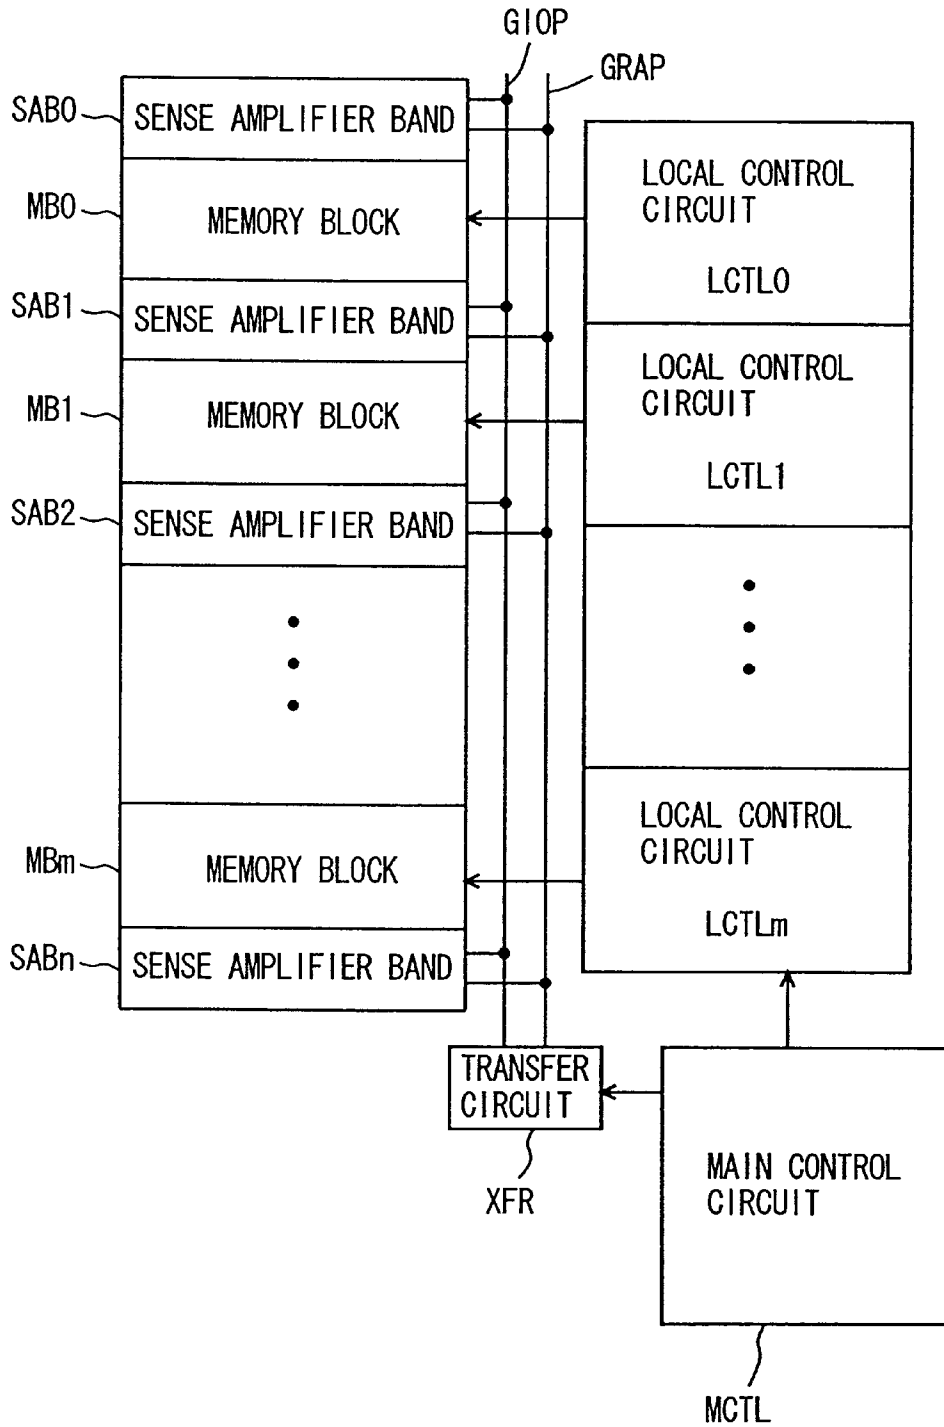 GIOP
GRAP
SAB0
SENSE AMPLIFIER BAND
MB0
MEMORY BLOCK
LOCAL CONTROL
CIRCUIT
LCTL0
SAB1
SENSE AMPLIFIER BAND
MB1
MEMORY BLOCK
LOCAL CONTROL
CIRCUIT
LCTL1
SAB2
SENSE AMPLIFIER BAND
MBm
MEMORY BLOCK
LOCAL CONTROL
CIRCUIT
LCTLm
SABn
SENSE AMPLIFIER BAND
TRANSFER
CIRCUIT
XFR
MAIN CONTROL
CIRCUIT
MCTL